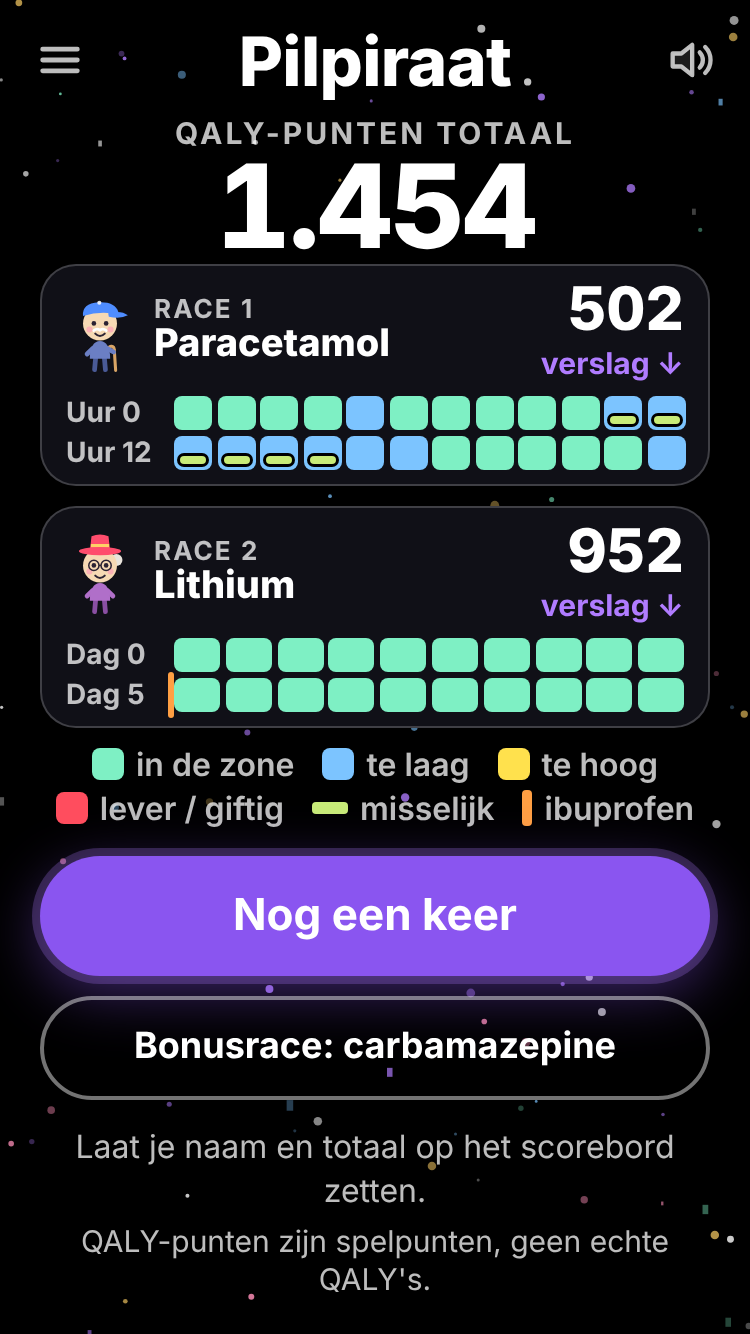 Pilpiraat
QALY-PUNTEN TOTAAL
1.454
RACE 1
Paracetamol
502
verslag ↓
Uur 0
Uur 12
RACE 2
Lithium
952
verslag ↓
Dag 0
Dag 5
in de zone te laag te hoog
lever / giftig misselijk ibuprofen
Nog een keer
Bonusrace: carbamazepine
Laat je naam en totaal op het scorebord
zetten.
QALY-punten zijn spelpunten, geen echte
QALY's.